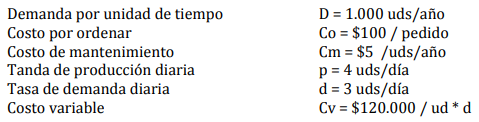 Demanda por unidad de tiempo D = 1.000 uds/año
Costo por ordenar Co = $100 / pedido
Costo de mantenimiento Cm = $5 /uds/año
Tanda de producción diaria p = 4 uds/día
Tasa de demanda diaria d = 3 uds/día
Costo variable Cv = $120.000 / ud * d